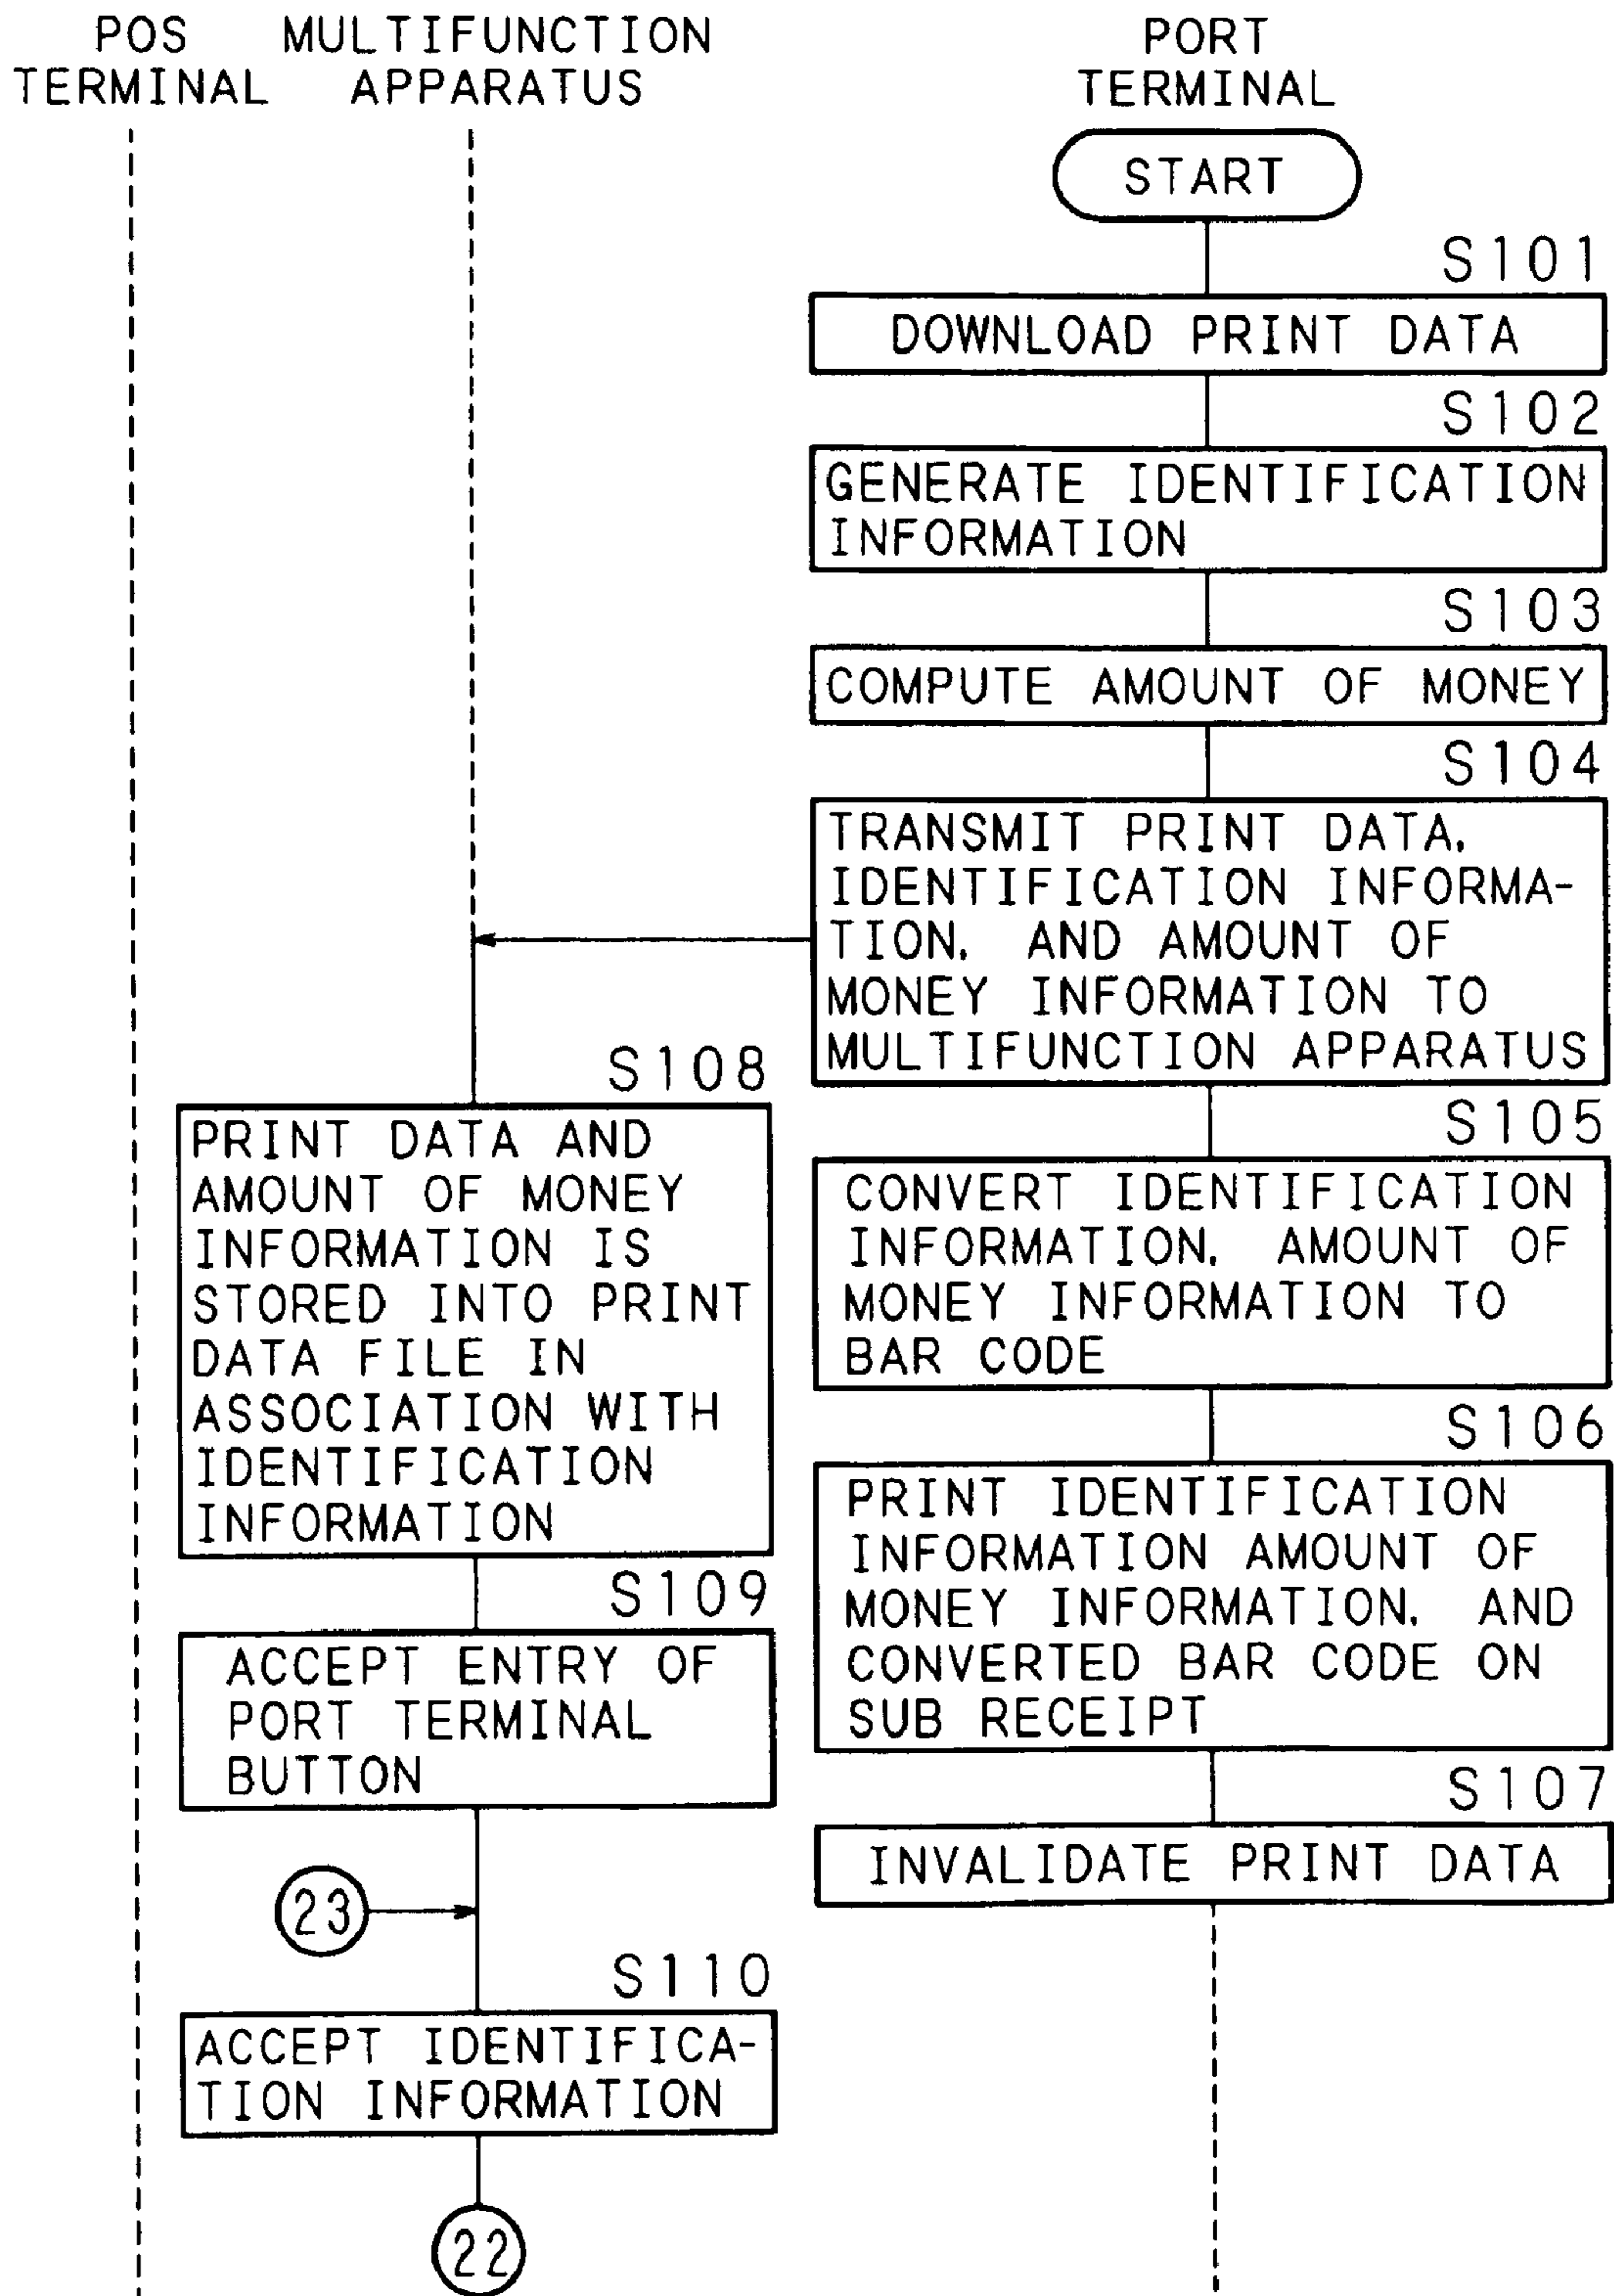 POS TERMINAL
MULTIFUNCTION APPARATUS
PORT TERMINAL
START
S101
DOWNLOAD PRINT DATA
S102
GENERATE IDENTIFICATION
INFORMATION
S103
COMPUTE AMOUNT OF MONEY
S104
TRANSMIT PRINT DATA,
IDENTIFICATION INFORMA-
TION, AND AMOUNT OF
MONEY INFORMATION TO
MULTIFUNCTION APPARATUS
S105
CONVERT IDENTIFICATION
INFORMATION, AMOUNT OF
MONEY INFORMATION TO
BAR CODE
S106
PRINT IDENTIFICATION
INFORMATION AMOUNT OF
MONEY INFORMATION, AND
CONVERTED BAR CODE ON
SUB RECEIPT
S107
INVALIDATE PRINT DATA
S108
PRINT DATA AND
AMOUNT OF MONEY
INFORMATION IS
STORED INTO PRINT
DATA FILE IN
ASSOCIATION WITH
IDENTIFICATION
INFORMATION
S109
ACCEPT ENTRY OF
PORT TERMINAL
BUTTON
23
S110
ACCEPT IDENTIFICA-
TION INFORMATION
22